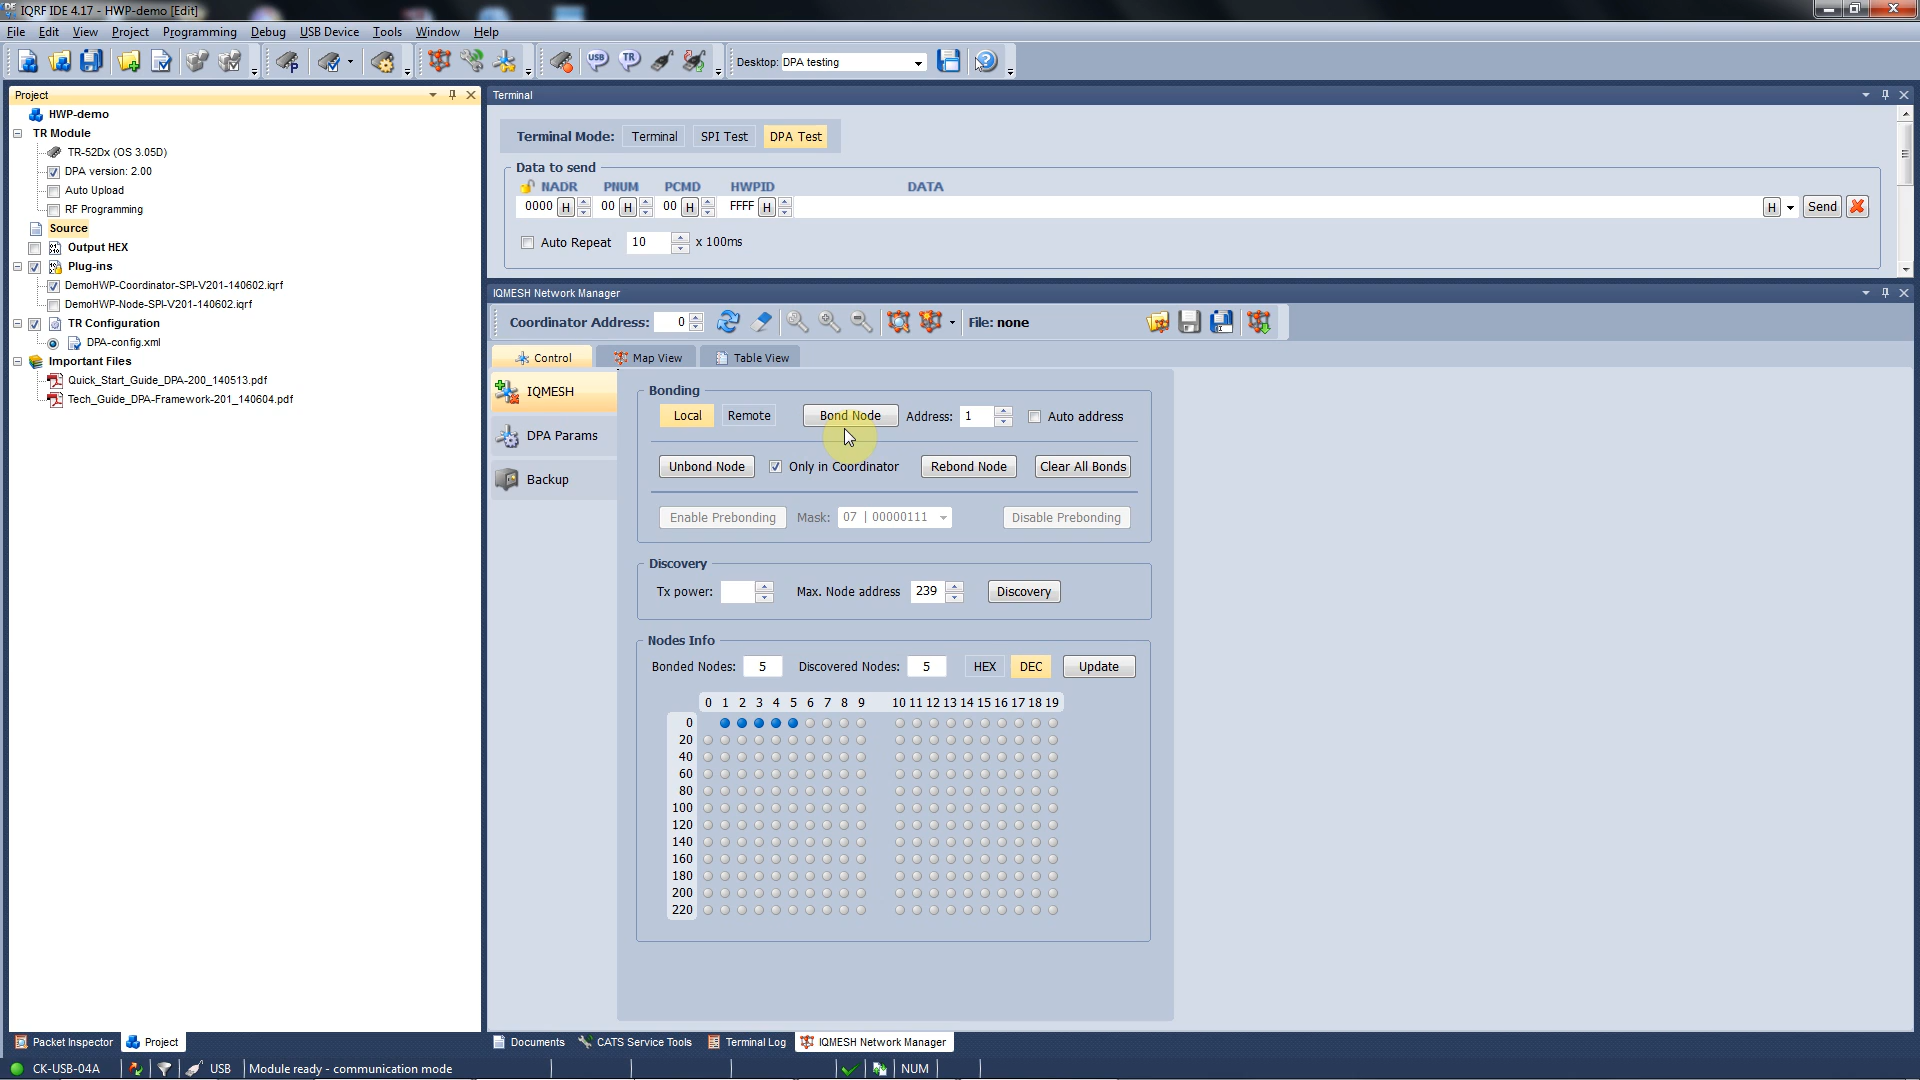 IQRF IDE 4.17 - HWP-demo [Edit]
File Edit View Project Programming Debug USB Device Tools Window Help
USB TR Desktop: DPA testing
Project
HWP-demo
TR Module
TR-52Dx (OS 3.05D)
DPA version: 2.00
Auto Upload
RF Programming
Source
Output HEX
Plug-ins
DemoHWP-Coordinator-SPI-V201-140602.iqrf
DemoHWP-Node-SPI-V201-140602.iqrf
TR Configuration
DPA-config.xml
Important Files
Quick_Start_Guide_DPA-200_140513.pdf
Tech_Guide_DPA-Framework-201_140604.pdf
Terminal
Terminal Mode: Terminal SPI Test DPA Test
Data to send
NADR PNUM PCMD HWPID DATA
0000 H 00 H 00 H FFFF H H Send
Auto Repeat 10 x 100ms
IQMESH Network Manager
Coordinator Address: 0 File: none
Control Map View Table View
IQMESH
DPA Params
Backup
Bonding
Local Remote Bond Node Address: 1 Auto address
Unbond Node Only in Coordinator Rebond Node Clear All Bonds
Enable Prebonding Mask: 07 | 00000111 Disable Prebonding
Discovery
Tx power: Max. Node address 239 Discovery
Nodes Info
Bonded Nodes: 5 Discovered Nodes: 5 HEX DEC Update
0 1 2 3 4 5 6 7 8 9 10 11 12 13 14 15 16 17 18 19
0
20
40
60
80
100
120
140
160
180
200
220
Packet Inspector Project
Documents CATS Service Tools Terminal Log IQMESH Network Manager
CK-USB-04A USB Module ready - communication mode NUM